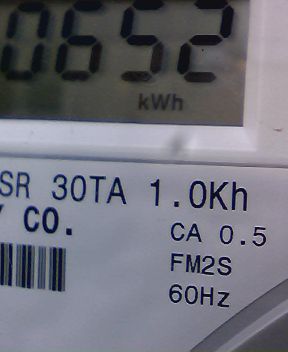 0652
kWh
SR 30TA 1.0Kh
Y CO.
CA 0.5
FM2S
60Hz